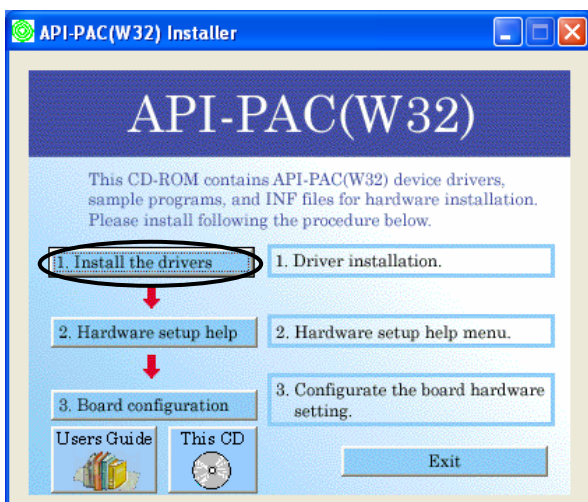 API-PAC(W32) Installer
API-PAC(W32)
This CD-ROM contains API-PAC(W32) device drivers,
sample programs, and INF files for hardware installation.
Please install following the procedure below.
1. Install the drivers
1. Driver installation.
2. Hardware setup help
2. Hardware setup help menu.
3. Board configuration
3. Configurate the board hardware
setting.
Users Guide
This CD
Exit